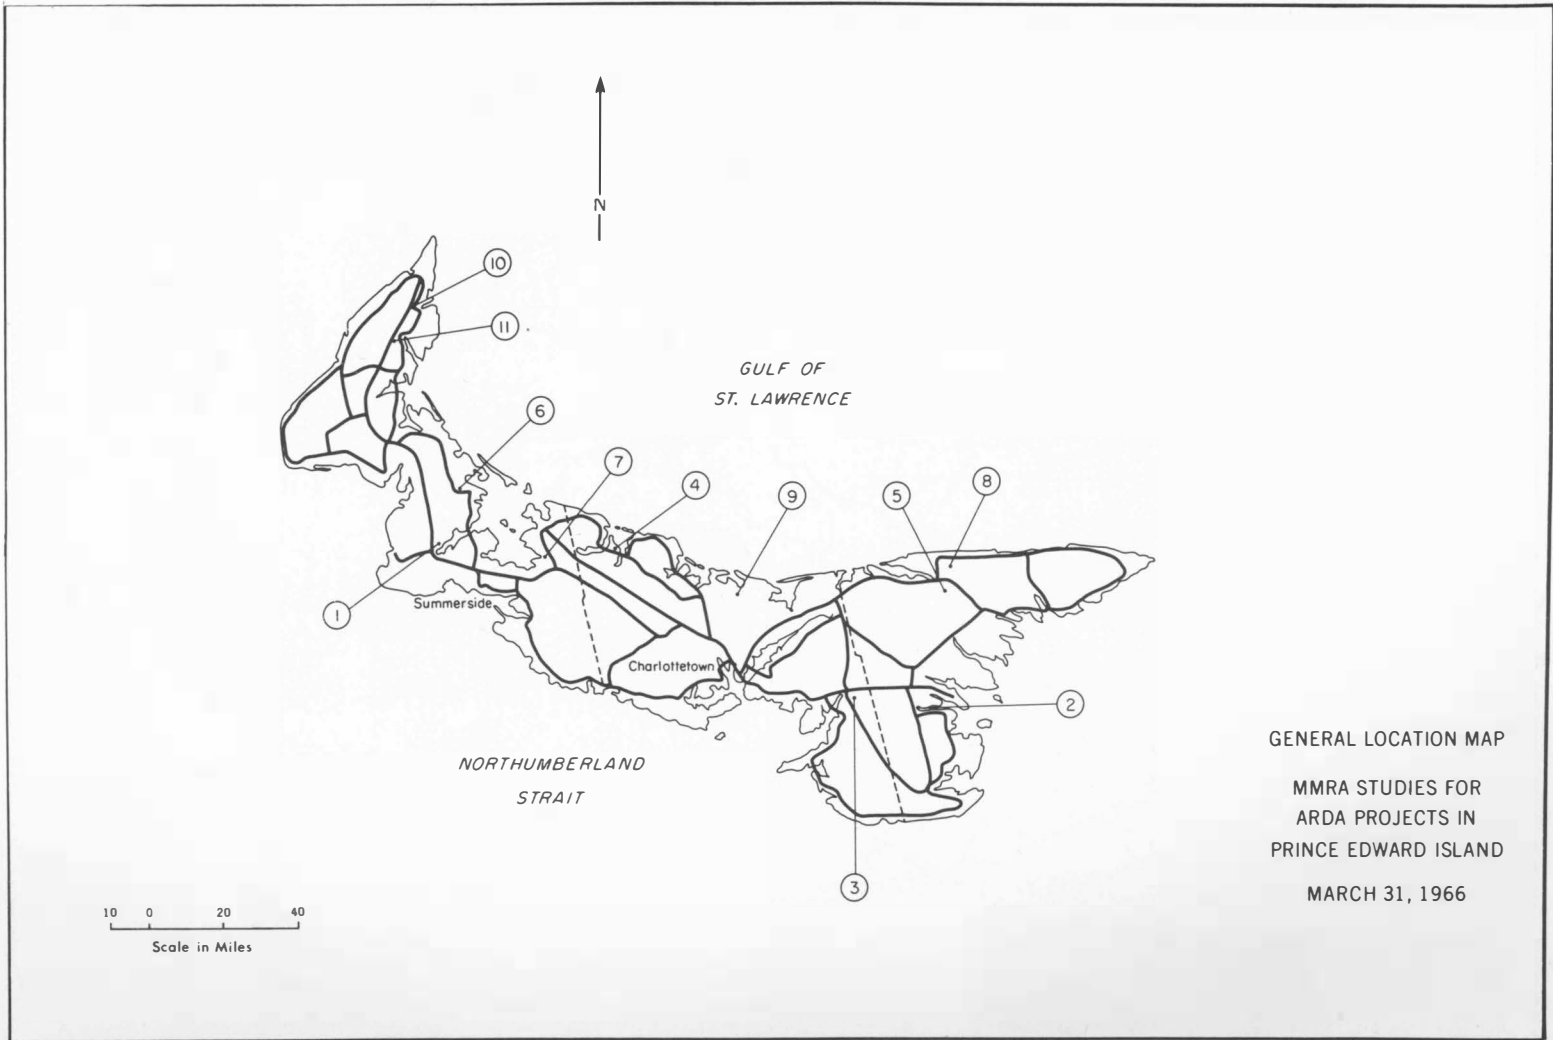 N
10
11
GULF OF
ST. LAWRENCE
6
7
4
9
5
8
1
Summerside
Charlottetown
2
NORTHUMBERLAND
STRAIT
3
GENERAL LOCATION MAP
MMRA STUDIES FOR
ARDA PROJECTS IN
PRINCE EDWARD ISLAND
MARCH 31, 1966
10 0 20 40
Scale in Miles